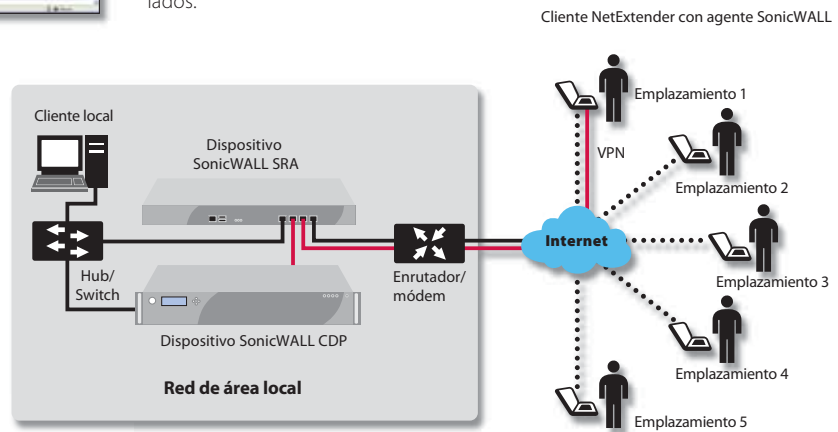 lados.
Cliente NetExtender con agente SonicWALL
Cliente local
Dispositivo
SonicWALL SRA
Hub/
Switch
Enrutador/
módem
Dispositivo SonicWALL CDP
Red de área local
Internet
VPN
Emplazamiento 1
Emplazamiento 2
Emplazamiento 3
Emplazamiento 4
Emplazamiento 5